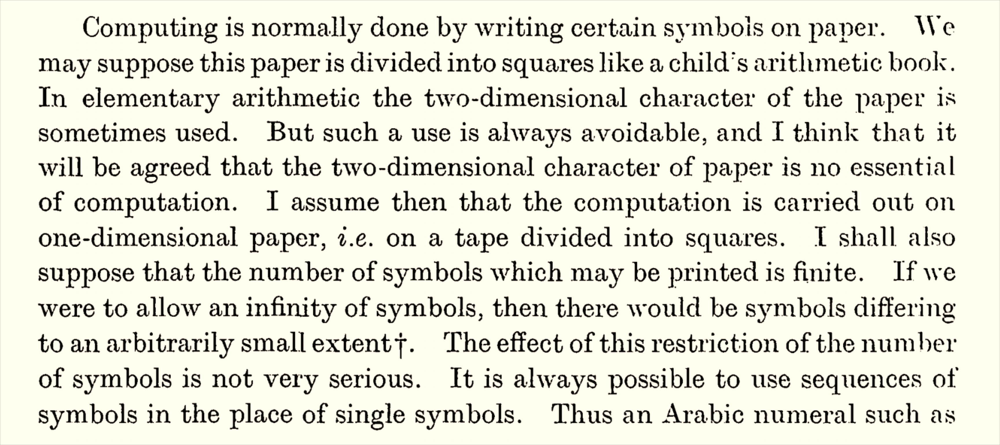 Computing is normally done by writing certain symbols on paper. We
may suppose this paper is divided into squares like a child's arithmetic book.
In elementary arithmetic the two-dimensional character of the paper is
sometimes used. But such a use is always avoidable, and I think that it
will be agreed that the two-dimensional character of paper is no essential
of computation. I assume then that the computation is carried out on
one-dimensional paper, i.e. on a tape divided into squares. I shall also
suppose that the number of symbols which may be printed is finite. If we
were to allow an infinity of symbols, then there would be symbols differing
to an arbitrarily small extent†. The effect of this restriction of the number
of symbols is not very serious. It is always possible to use sequences of
symbols in the place of single symbols. Thus an Arabic numeral such as